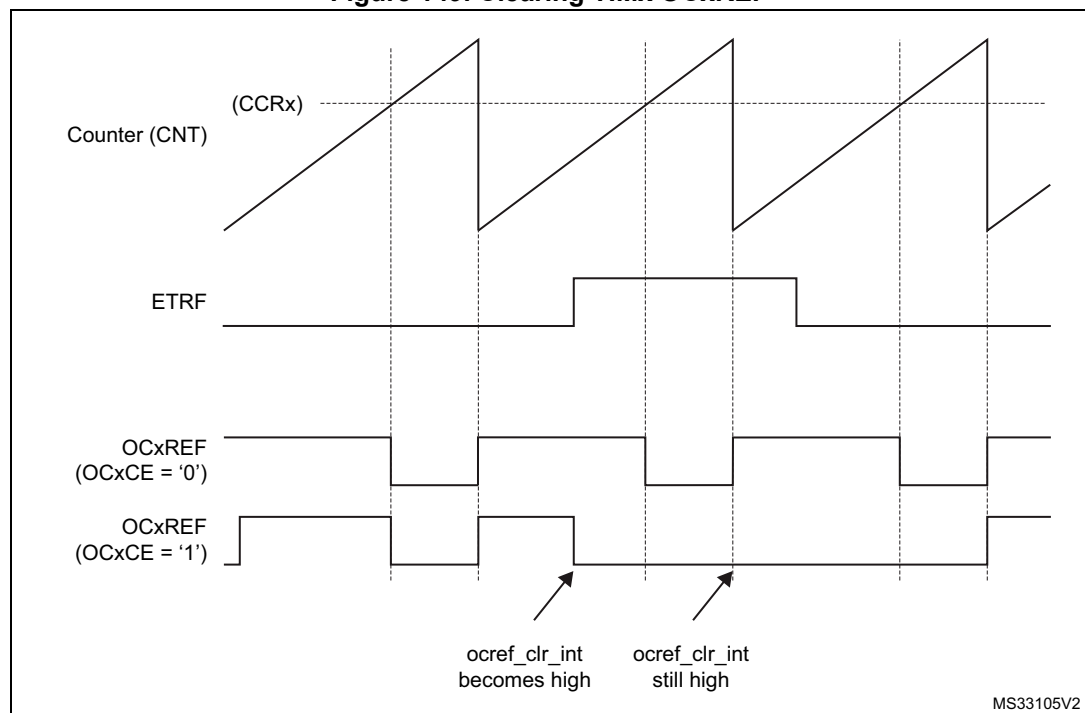 (CCRx)
Counter (CNT)
ETRF
OCxREF
(OCxCE = ‘0’)
OCxREF
(OCxCE = ‘1’)
ocref_clr_int
becomes high
ocref_clr_int
still high
MS33105V2